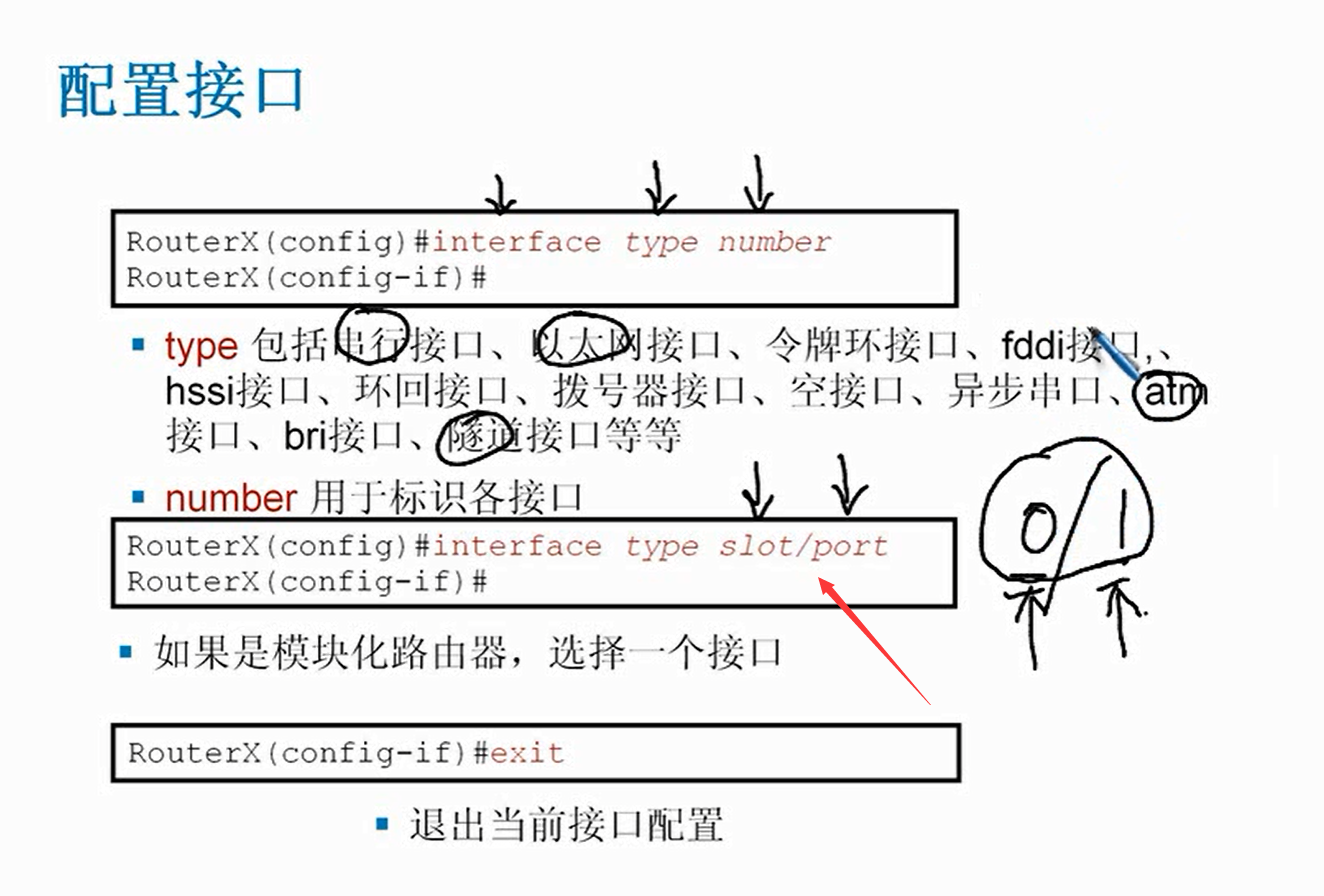 配置接口
RouterX(config)#interface type number
RouterX(config-if)#
type 包括串行接口、以太网接口、令牌环接口、fddi接口,、
hssi接口、环回接口、拨号器接口、空接口、异步串口、atm
接口、bri接口、隧道接口等等
number 用于标识各接口
RouterX(config)#interface type slot/port
RouterX(config-if)#
0/1
如果是模块化路由器，选择一个接口
RouterX(config-if)#exit
退出当前接口配置